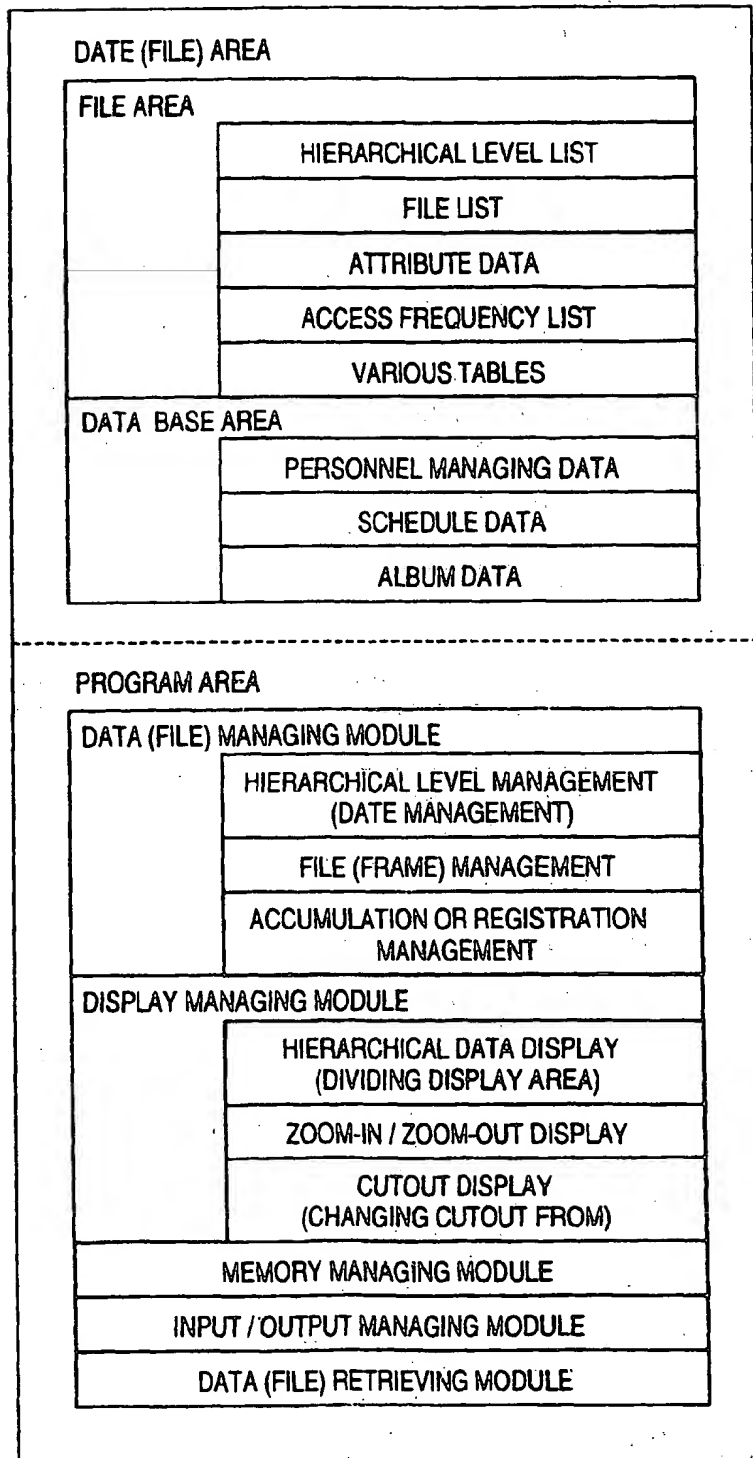 DATE (FILE) AREA
FILE AREA
HIERARCHICAL LEVEL LIST
FILE LIST
ATTRIBUTE DATA
ACCESS FREQUENCY LIST
VARIOUS TABLES
DATA BASE AREA
PERSONNEL MANAGING DATA
SCHEDULE DATA
ALBUM DATA
PROGRAM AREA
DATA (FILE) MANAGING MODULE
HIERARCHICAL LEVEL MANAGEMENT
(DATE MANAGEMENT)
FILE (FRAME) MANAGEMENT
ACCUMULATION OR REGISTRATION
MANAGEMENT
DISPLAY MANAGING MODULE
HIERARCHICAL DATA DISPLAY
(DIVIDING DISPLAY AREA)
ZOOM-IN / ZOOM-OUT DISPLAY
CUTOUT DISPLAY
(CHANGING CUTOUT FROM)
MEMORY MANAGING MODULE
INPUT / OUTPUT MANAGING MODULE
DATA (FILE) RETRIEVING MODULE